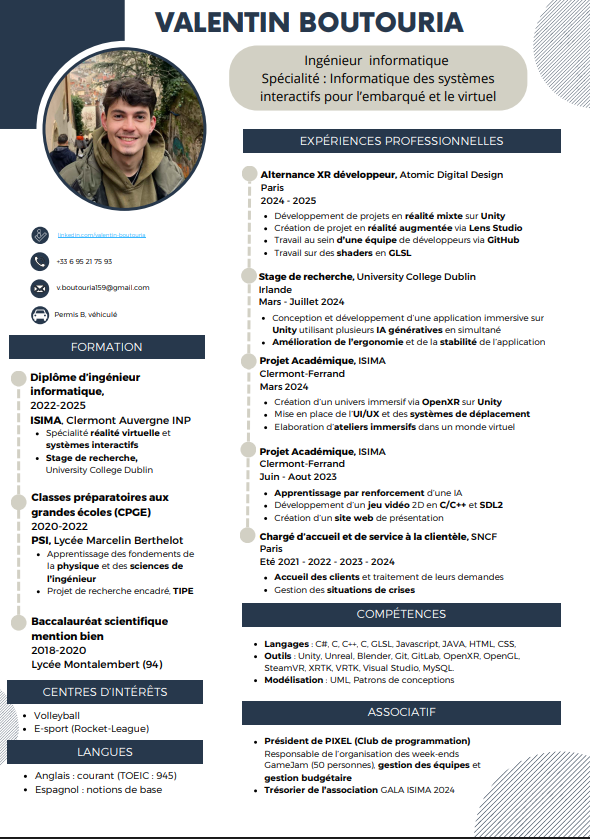 VALENTIN BOUTOURIA
Ingénieur informatique
Spécialité : Informatique des systèmes
interactifs pour l'embarqué et le virtuel
linkedin.com/valentin-boutouria
+33 6 95 21 75 93
v.boutouria159@gmail.com
Permis B, véhiculé
FORMATION
Diplôme d'ingénieur
informatique,
2022-2025
ISIMA, Clermont Auvergne INP
• Spécialité réalité virtuelle et
systèmes interactifs
• Stage de recherche,
University College Dublin
Classes préparatoires aux
grandes écoles (CPGE)
2020-2022
PSI, Lycée Marcelin Berthelot
• Apprentissage des fondements de
la physique et des sciences de
l'ingénieur
• Projet de recherche encadré, TIPE
Baccalauréat scientifique
mention bien
2018-2020
Lycée Montalembert (94)
CENTRES D'INTÉRÊTS
• Volleyball
• E-sport (Rocket-League)
LANGUES
• Anglais : courant (TOEIC : 945)
• Espagnol : notions de base
EXPÉRIENCES PROFESSIONNELLES
Alternance XR développeur, Atomic Digital Design
Paris
2024 - 2025
• Développement de projets en réalité mixte sur Unity
• Création de projet en réalité augmentée via Lens Studio
• Travail au sein d'une équipe de développeurs via GitHub
• Travail sur des shaders en GLSL
Stage de recherche, University College Dublin
Irlande
Mars - Juillet 2024
• Conception et développement d'une application immersive sur
Unity utilisant plusieurs IA génératives en simultané
• Amélioration de l'ergonomie et de la stabilité de l'application
Projet Académique, ISIMA
Clermont-Ferrand
Mars 2024
• Création d'un univers immersif via OpenXR sur Unity
• Mise en place de l'UI/UX et des systèmes de déplacement
• Elaboration d'ateliers immersifs dans un monde virtuel
Projet Académique, ISIMA
Clermont-Ferrand
Juin - Aout 2023
• Apprentissage par renforcement d'une IA
• Développement d'un jeu vidéo 2D en C/C++ et SDL2
• Création d'un site web de présentation
Chargé d'accueil et de service à la clientèle, SNCF
Paris
Eté 2021 - 2022 - 2023 - 2024
• Accueil des clients et traitement de leurs demandes
• Gestion des situations de crises
COMPÉTENCES
• Langages : C#, C, C++, C, GLSL, Javascript, JAVA, HTML, CSS,
• Outils : Unity, Unreal, Blender, Git, GitLab, OpenXR, OpenGL,
SteamVR, XRTK, VRTK, Visual Studio, MySQL.
• Modélisation : UML, Patrons de conceptions
ASSOCIATIF
• Président de PIXEL (Club de programmation)
Responsable de l'organisation des week-ends
GameJam (50 personnes), gestion des équipes et
gestion budgétaire
• Trésorier de l'association GALA ISIMA 2024